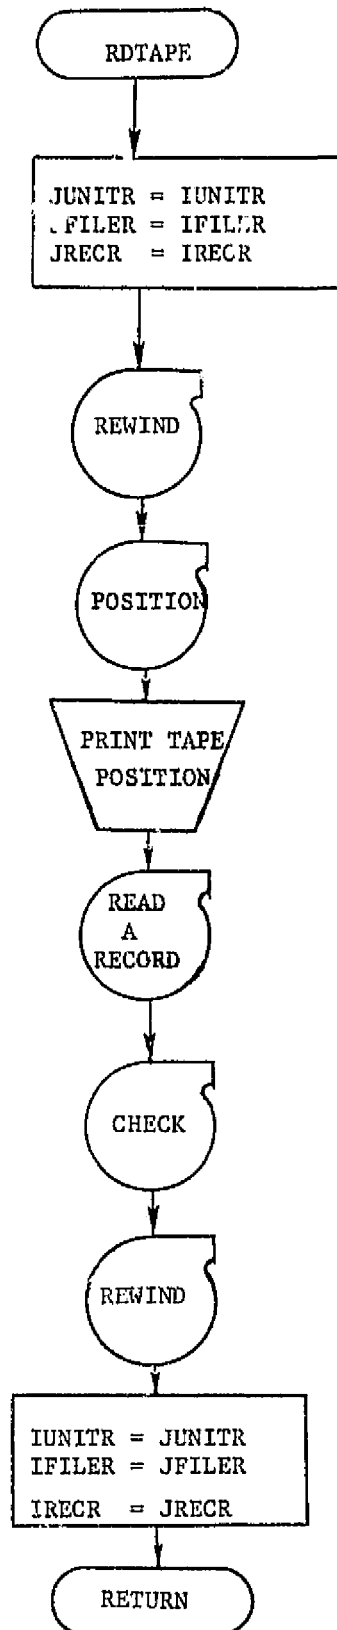 RDTAPE
JUNITR = IUNITR
JFILER = IFILER
JRECR = IRECR
REWIND
POSITION
PRINT TAPE
POSITION
READ
A
RECORD
CHECK
REWIND
IUNITR = JUNITR
IFILER = JFILER
IRECR = JRECR
RETURN